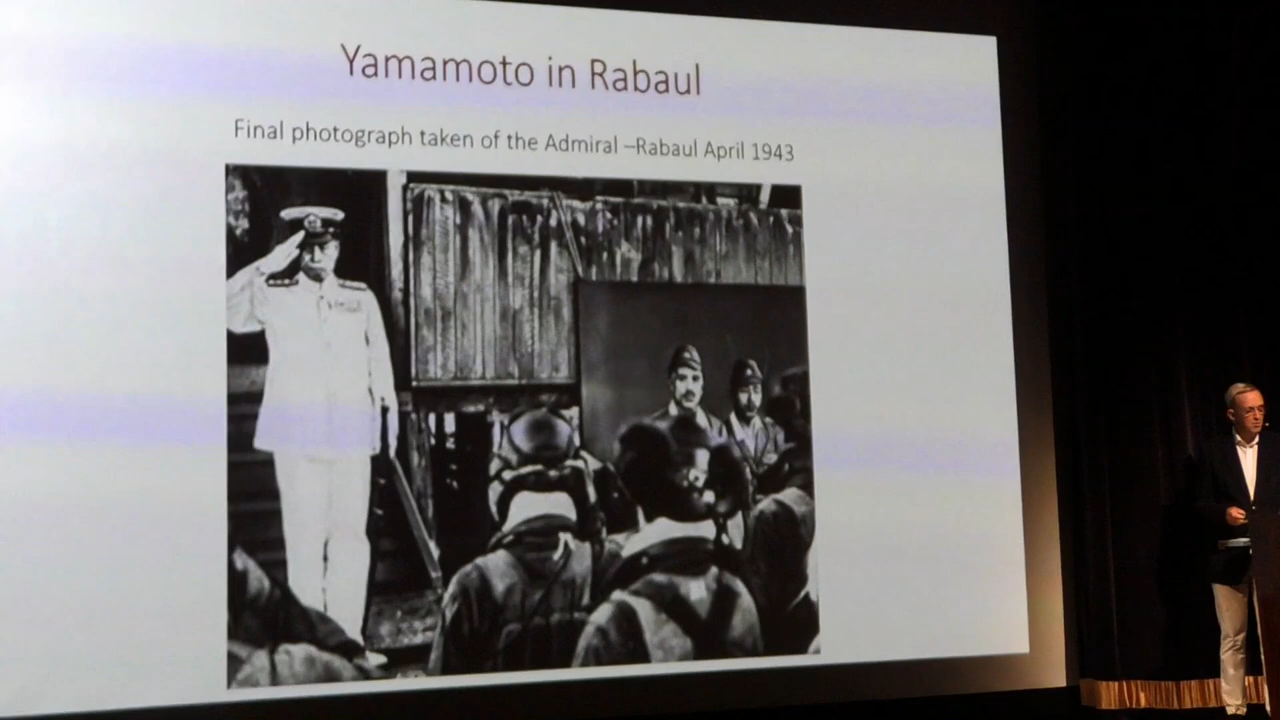 Yamamoto in Rabaul
Final photograph taken of the Admiral –Rabaul April 1943